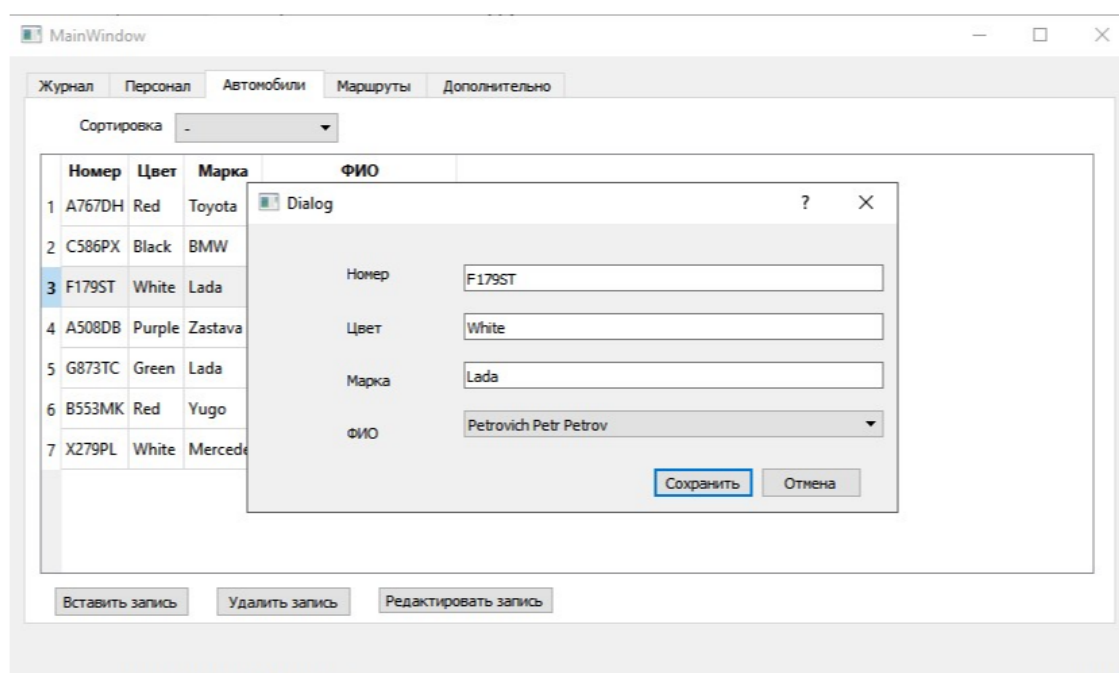 MainWindow
Журнал Персонал Автомобили Маршруты Дополнительно
Сортировка -
Номер Цвет Марка ФИО
1 A767DH Red Toyota
2 C586PX Black BMW
3 F179ST White Lada
4 A508DB Purple Zastava
5 G873TC Green Lada
6 B553MK Red Yugo
7 X279PL White Mercede
Dialog ?
Номер F179ST
Цвет White
Марка Lada
ФИО Petrovich Petr Petrov
Сохранить Отмена
Вставить запись Удалить запись Редактировать запись